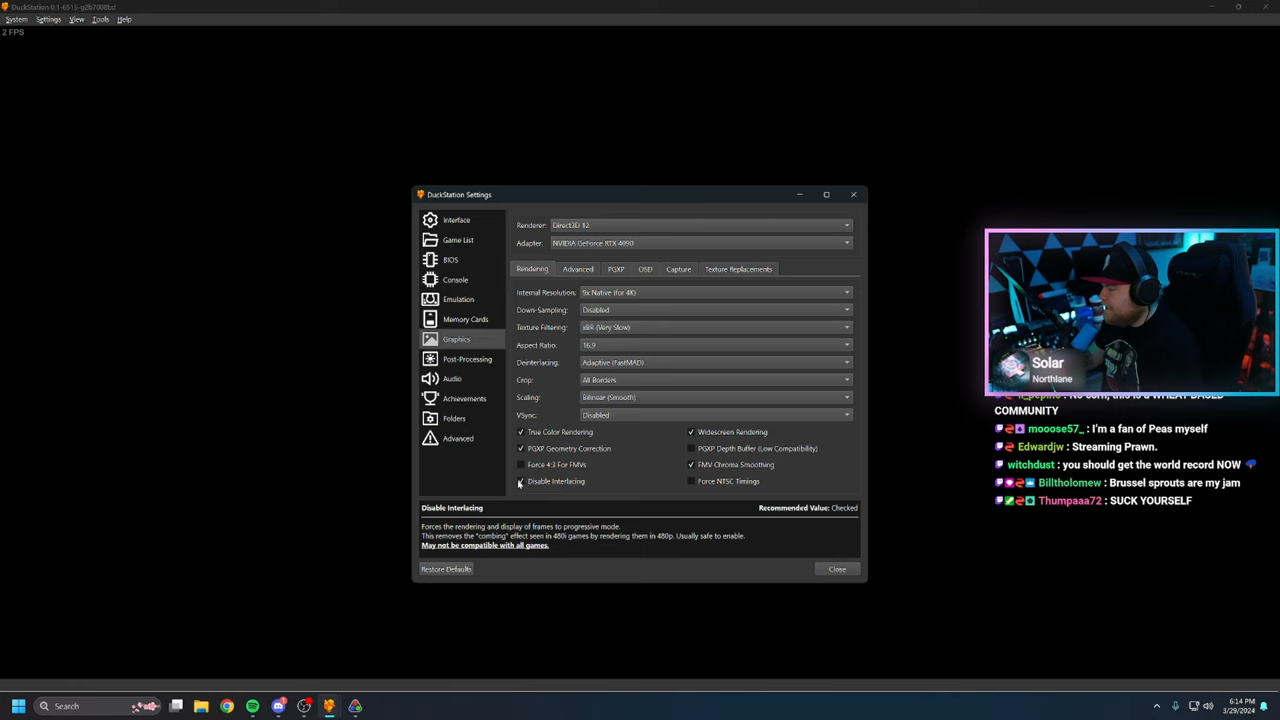 DuckStation 0.1-6515-g2b7008bd
System Settings View Tools Help
2 FPS
DuckStation Settings
Interface
Game List
BIOS
Console
Emulation
Memory Cards
Graphics
Post-Processing
Audio
Achievements
Folders
Advanced
Renderer: Direct3D 12
Adapter: NVIDIA GeForce RTX 4090
Rendering Advanced PGXP OSD Capture Texture Replacements
Internal Resolution: 9x Native (for 4K)
Down-Sampling: Disabled
Texture Filtering: xBR (Very Slow)
Aspect Ratio: 16:9
Deinterlacing: Adaptive (FastMAD)
Crop: All Borders
Scaling: Bilinear (Smooth)
VSync: Disabled
True Color Rendering Widescreen Rendering
PGXP Geometry Correction PGXP Depth Buffer (Low Compatibility)
Force 4:3 For FMVs FMV Chroma Smoothing
Disable Interlacing Force NTSC Timings
Disable Interlacing Recommended Value: Checked
Forces the rendering and display of frames to progressive mode.
This removes the "combing" effect seen in 480i games by rendering them in 480p. Usually safe to enable.
May not be compatible with all games.
Restore Defaults Close
Solar
Northlane
COMMUNITY
mooose57_ : I'm a fan of Peas myself
Edwardjw : Streaming Prawn.
witchdust : you should get the world record NOW
Billtholomew : Brussel sprouts are my jam
Thumpaaa72 : SUCK YOURSELF
Search
6:14 PM
3/29/2024